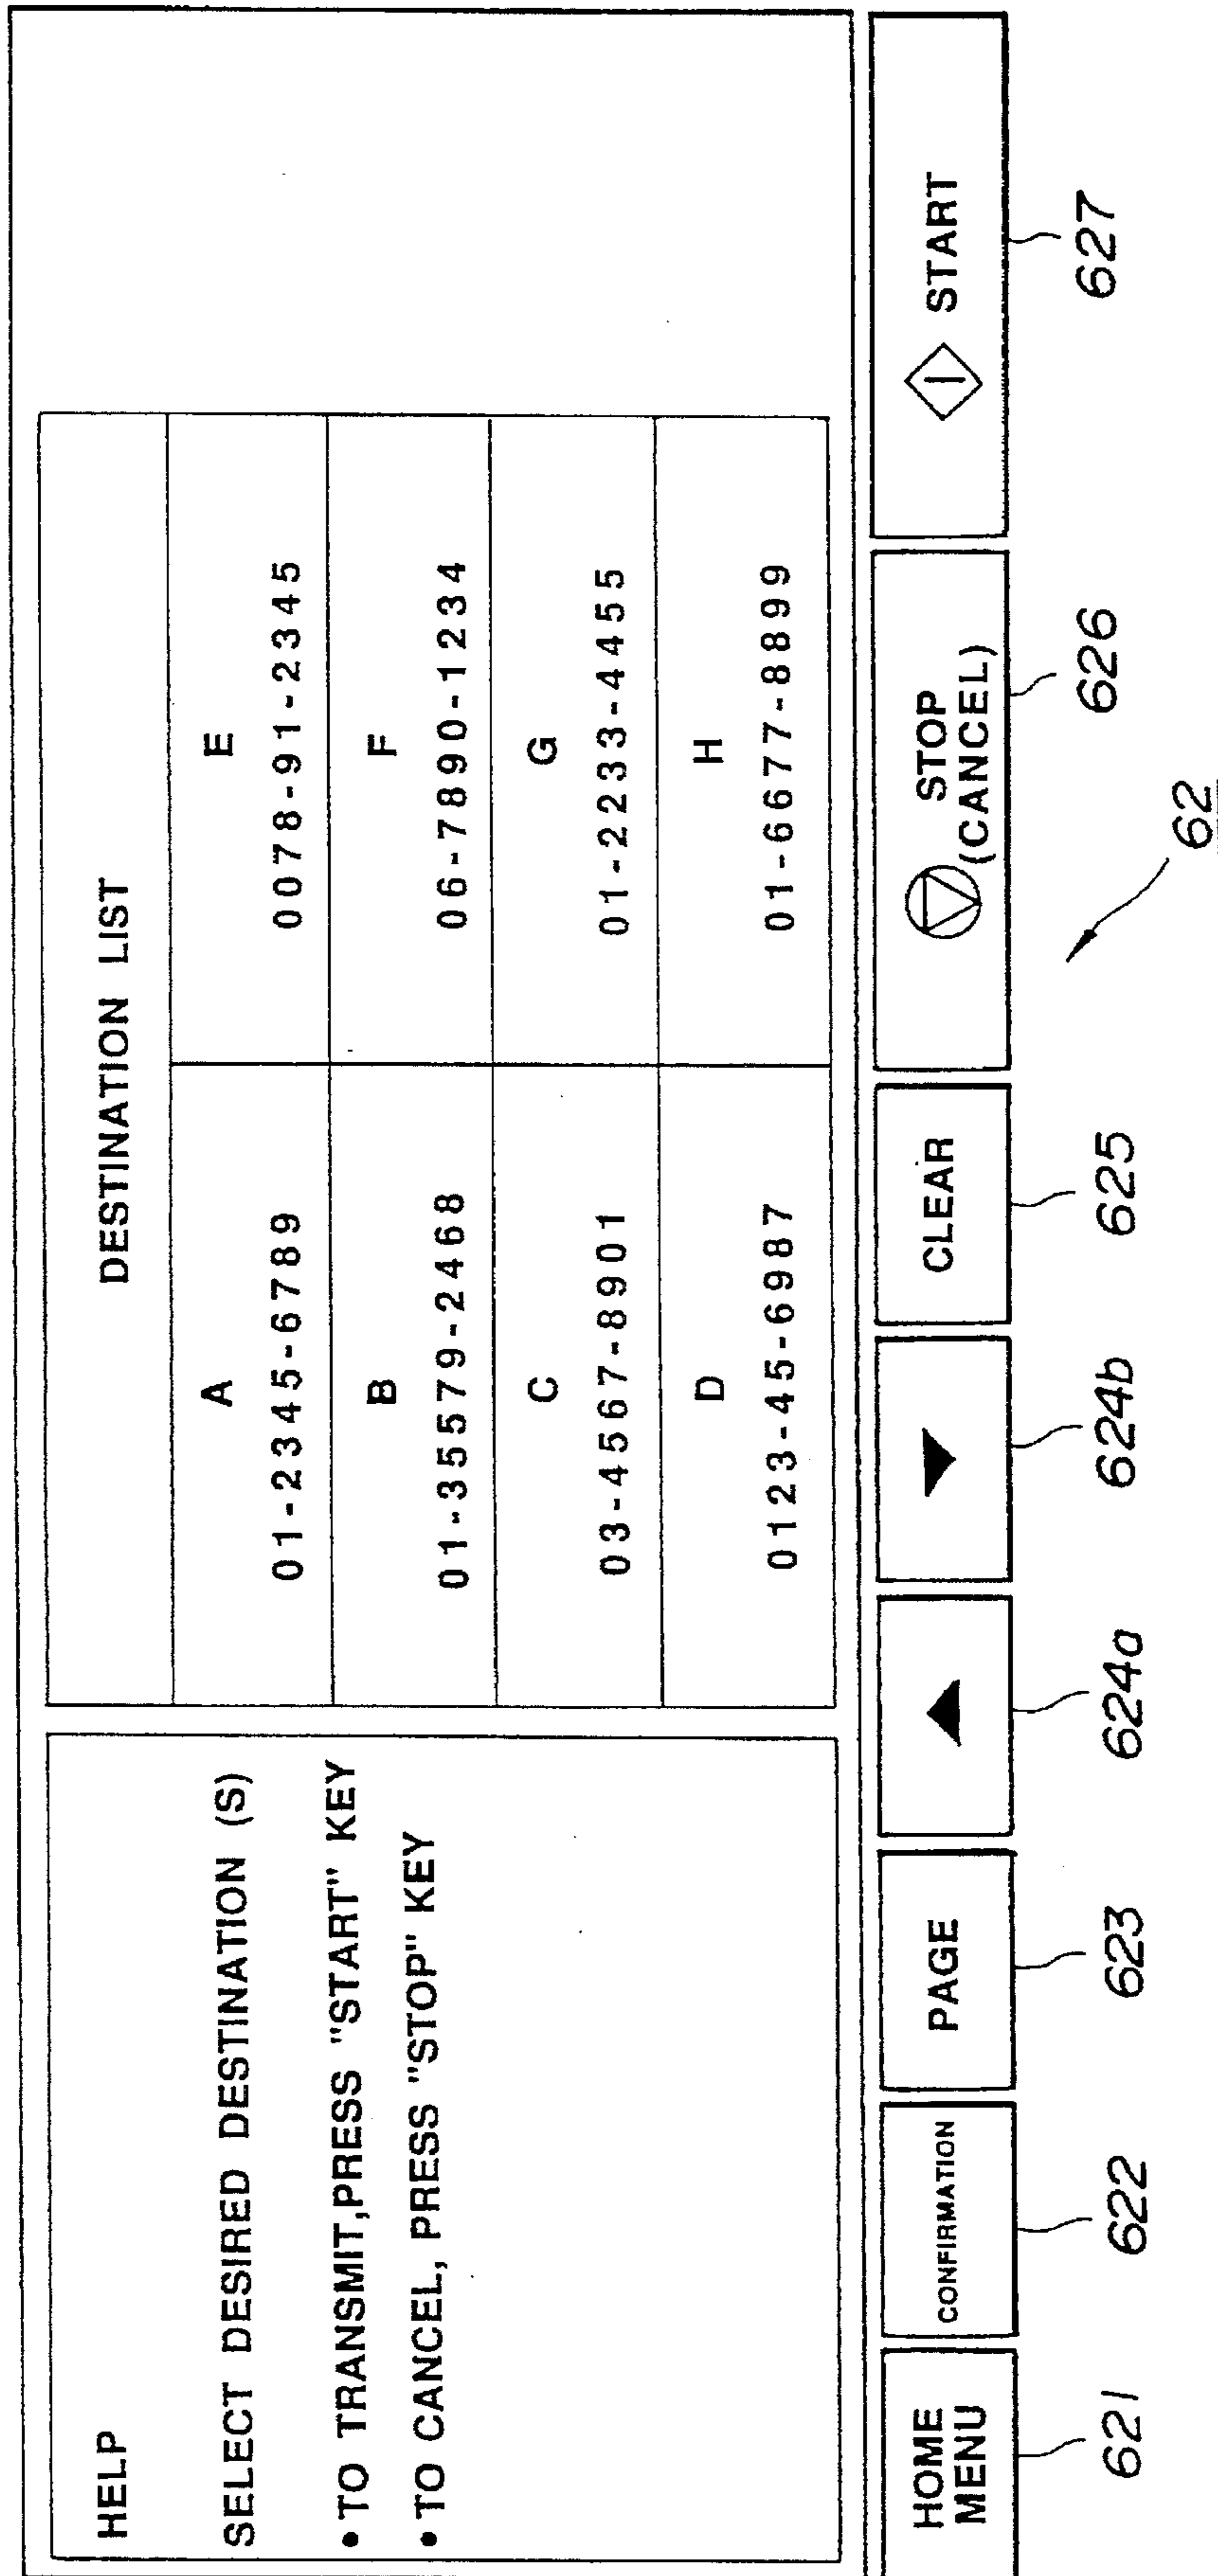 HELP
SELECT DESIRED DESTINATION (S)
• TO TRANSMIT,PRESS "START" KEY
• TO CANCEL, PRESS "STOP" KEY
DESTINATION LIST
A
01-2345-6789
E
0078-91-2345
B
01-35579-2468
F
06-7890-1234
C
03-4567-8901
G
01-2233-4455
D
0123-45-6987
H
01-6677-8899
HOME
MENU
CONFIRMATION
PAGE
▲
▼
CLEAR
STOP
(CANCEL)
START
621
622
623
624a
624b
625
626
627
62